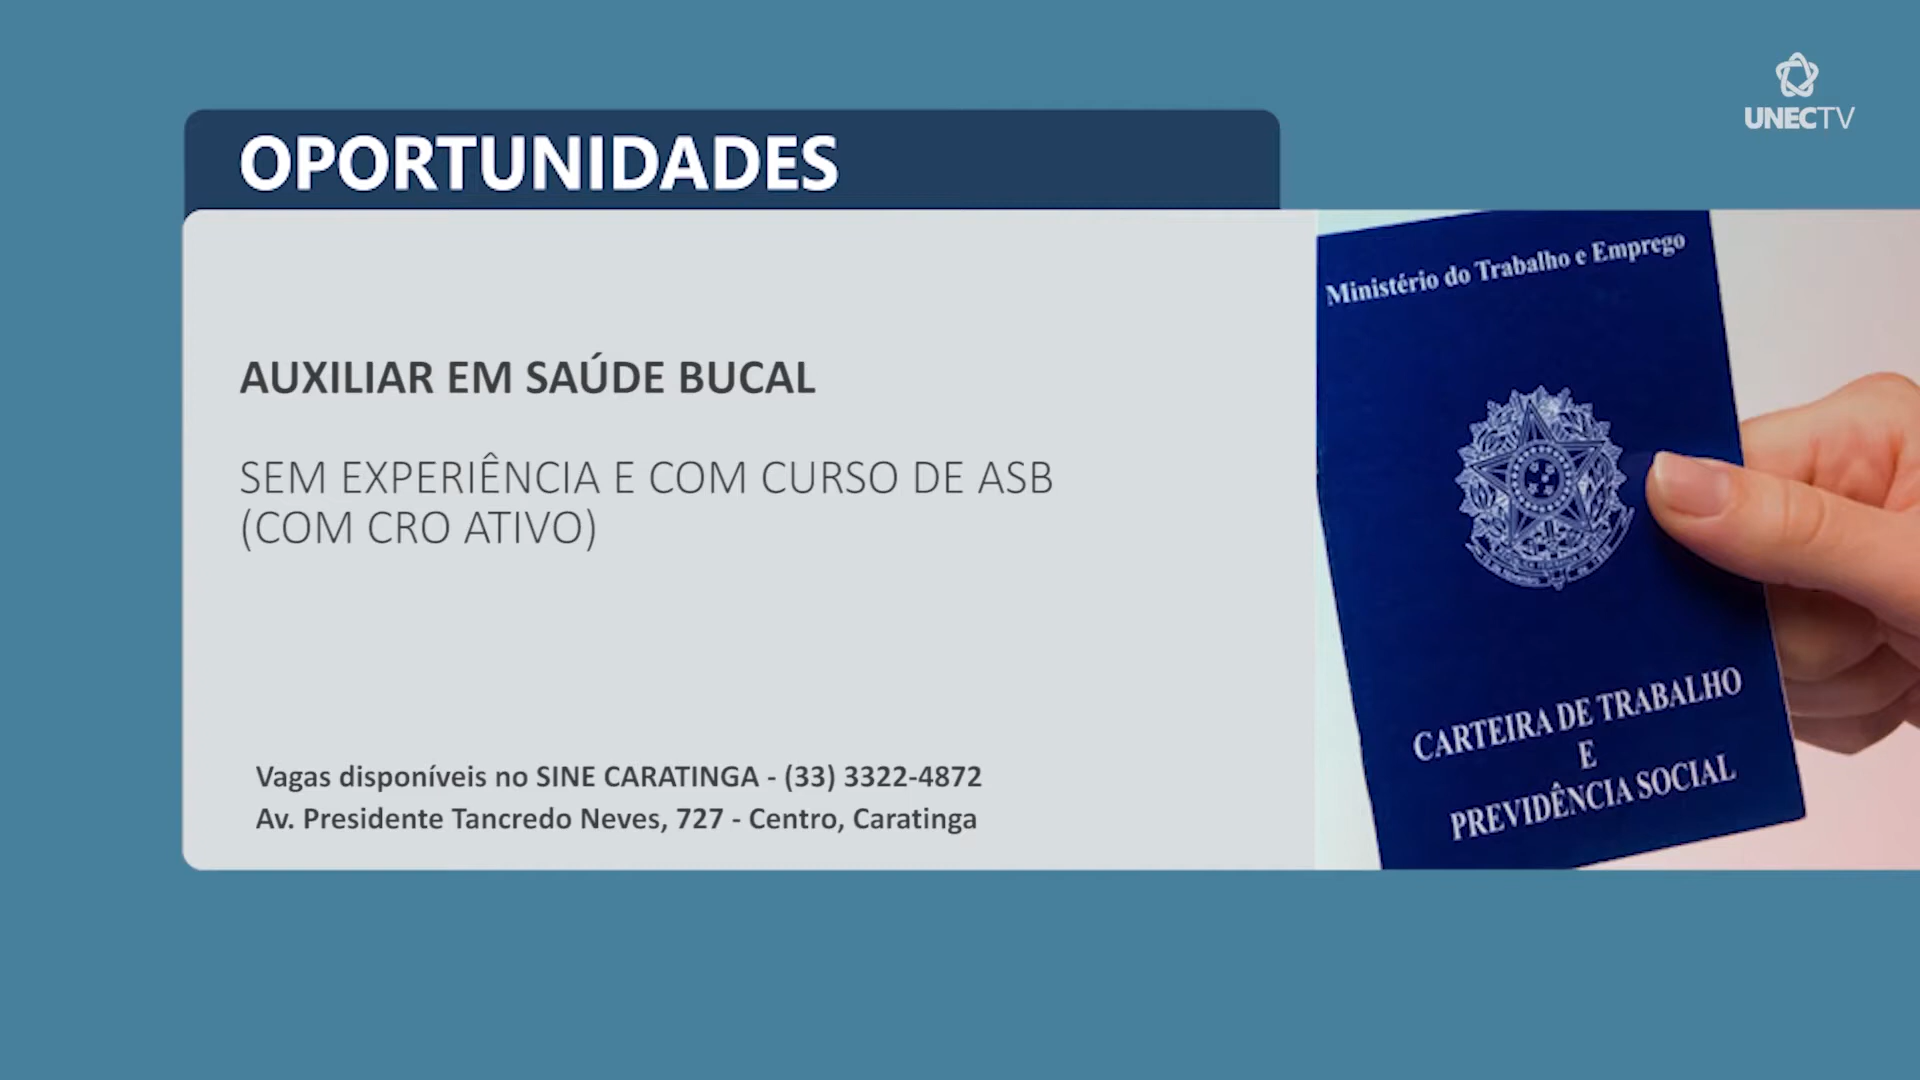 UNECTV
OPORTUNIDADES
AUXILIAR EM SAÚDE BUCAL
SEM EXPERIÊNCIA E COM CURSO DE ASB
(COM CRO ATIVO)
Vagas disponíveis no SINE CARATINGA - (33) 3322-4872
Av. Presidente Tancredo Neves, 727 - Centro, Caratinga
Ministério do Trabalho e Emprego
CARTEIRA DE TRABALHO
E
PREVIDÊNCIA SOCIAL